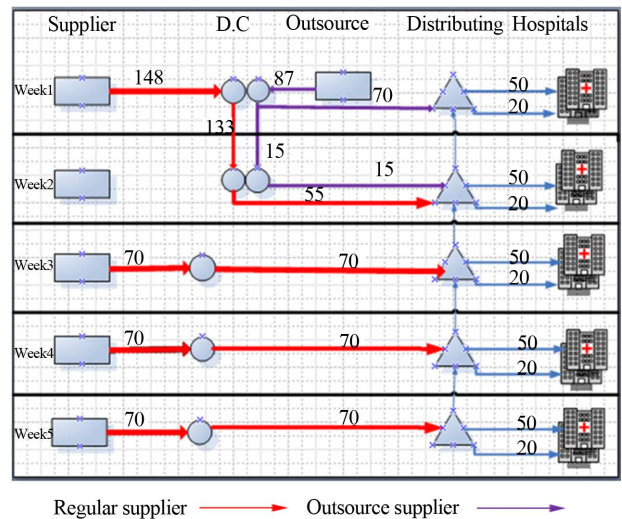 Supplier D.C Outsource Distributing Hospitals
Week1 148 87 70 50 20
133
15
Week2 15 55 50 20
Week3 70 70 50 20
Week4 70 70 50 20
Week5 70 70 50 20
Regular supplier Outsource supplier